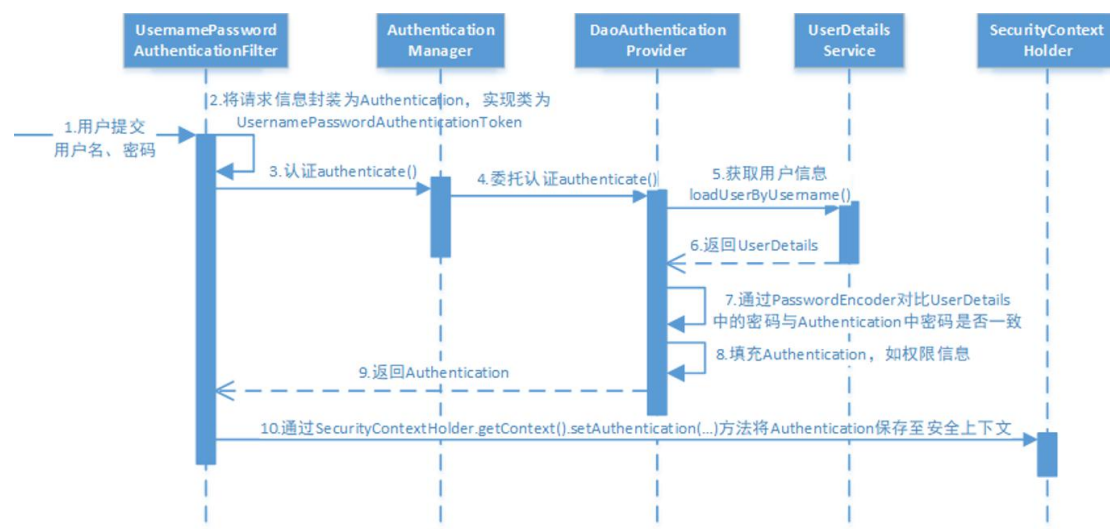 UsernamePassword
AuthenticationFilter
Authentication
Manager
DaoAuthentication
Provider
UserDetails
Service
SecurityContext
Holder
1.用户提交
用户名、密码
2.将请求信息封装为Authentication，实现类为
UsernamePasswordAuthenticationToken
3.认证authenticate()
4.委托认证authenticate()
5.获取用户信息
loadUserByUsername()
6.返回UserDetails
7.通过PasswordEncoder对比UserDetails
中的密码与Authentication中密码是否一致
8.填充Authentication，如权限信息
9.返回Authentication
10.通过SecurityContextHolder.getContext().setAuthentication(...)方法将Authentication保存至安全上下文